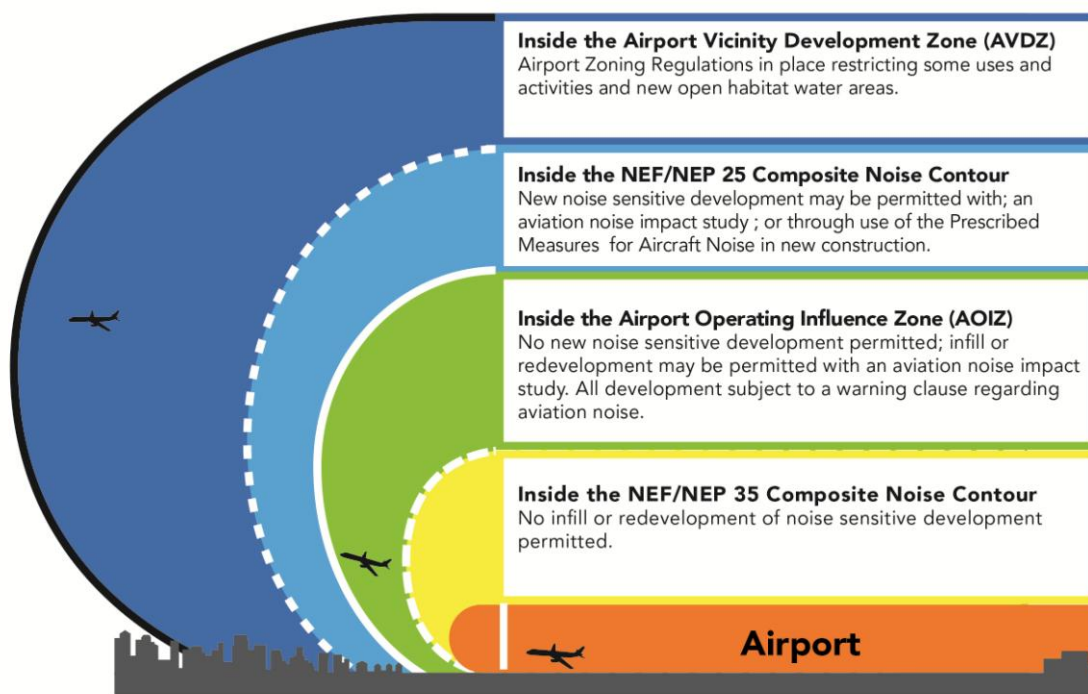 Inside the Airport Vicinity Development Zone (AVDZ)
Airport Zoning Regulations in place restricting some uses and
activities and new open habitat water areas.
Inside the NEF/NEP 25 Composite Noise Contour
New noise sensitive development may be permitted with; an
aviation noise impact study ; or through use of the Prescribed
Measures for Aircraft Noise in new construction.
Inside the Airport Operating Influence Zone (AOIZ)
No new noise sensitive development permitted; infill or
redevelopment may be permitted with an aviation noise impact
study. All development subject to a warning clause regarding
aviation noise.
Inside the NEF/NEP 35 Composite Noise Contour
No infill or redevelopment of noise sensitive development
permitted.
Airport